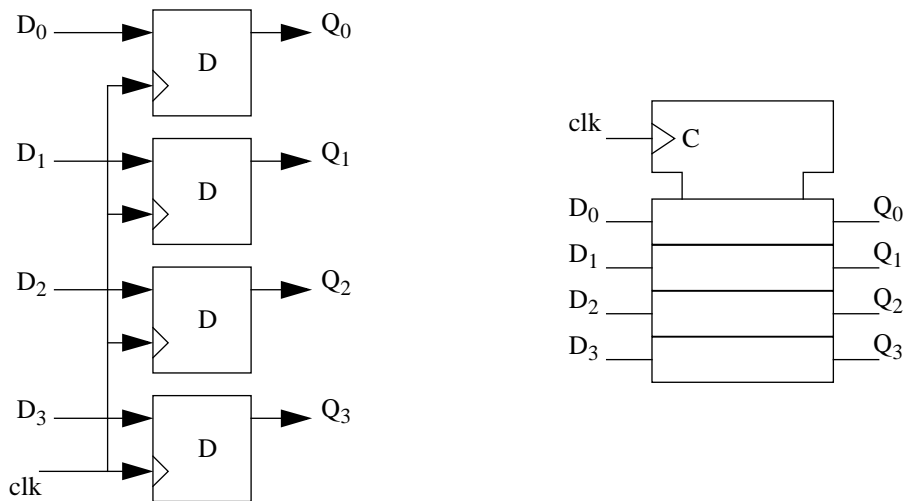 D₀ Q₀
D
D₁ Q₁
D
D₂ Q₂
D
D₃ Q₃
D
clk
clk C
D₀ Q₀
D₁ Q₁
D₂ Q₂
D₃ Q₃